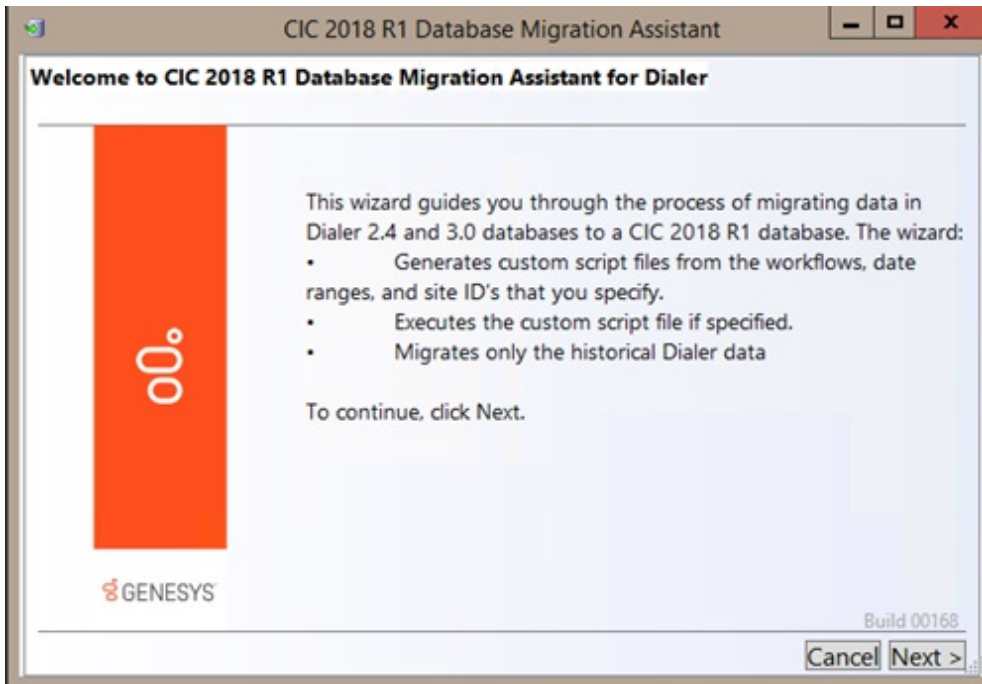 CIC 2018 R1 Database Migration Assistant
Welcome to CIC 2018 R1 Database Migration Assistant for Dialer
This wizard guides you through the process of migrating data in
Dialer 2.4 and 3.0 databases to a CIC 2018 R1 database. The wizard:
• Generates custom script files from the workflows, date
ranges, and site ID's that you specify.
• Executes the custom script file if specified.
• Migrates only the historical Dialer data
To continue, click Next.
GENESYS
Build 00168
Cancel Next >